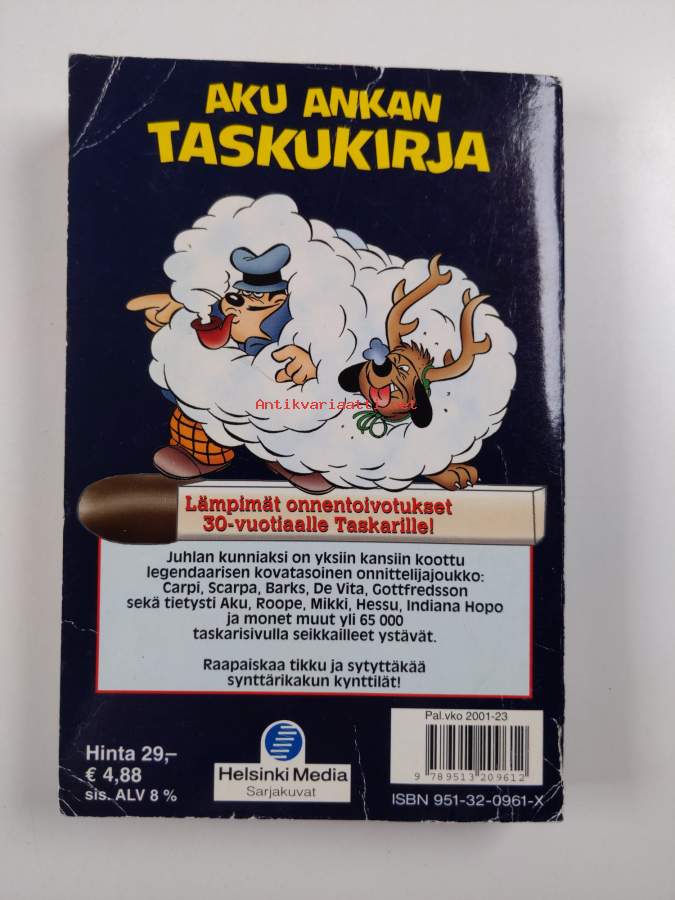 AKU ANKAN
TASKUKIRJA
Antikvariaatti.net
Lämpimät onnentoivotukset
30-vuotiaalle Taskarille!
Juhlan kunniaksi on yksiin kansiin koottu
legendaarisen kovatasoinen onnittelijajoukko:
Carpi, Scarpa, Barks, De Vita, Gottfredsson
sekä tietysti Aku, Roope, Mikki, Hessu, Indiana Hopo
ja monet muut yli 65 000
taskarisivulla seikkailleet ystävät.
Raapaiskaa tikku ja sytyttäkää
synttärikakun kynttilät!
Hinta 29,–
€ 4,88
sis. ALV 8 %
Helsinki Media
Sarjakuvat
Pal.vko 2001-23
9 789513 209612
ISBN 951-32-0961-X